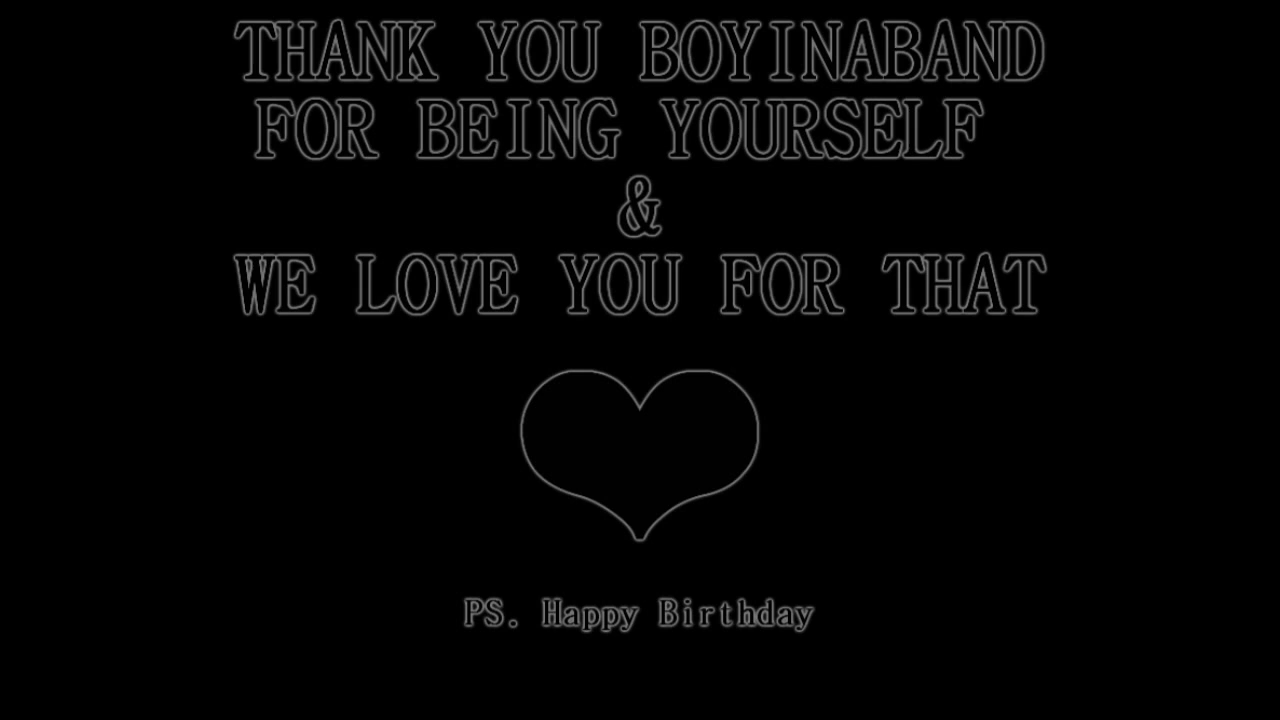 THANK YOU BOYINABAND
FOR BEING YOURSELF
&
WE LOVE YOU FOR THAT
PS. Happy Birthday